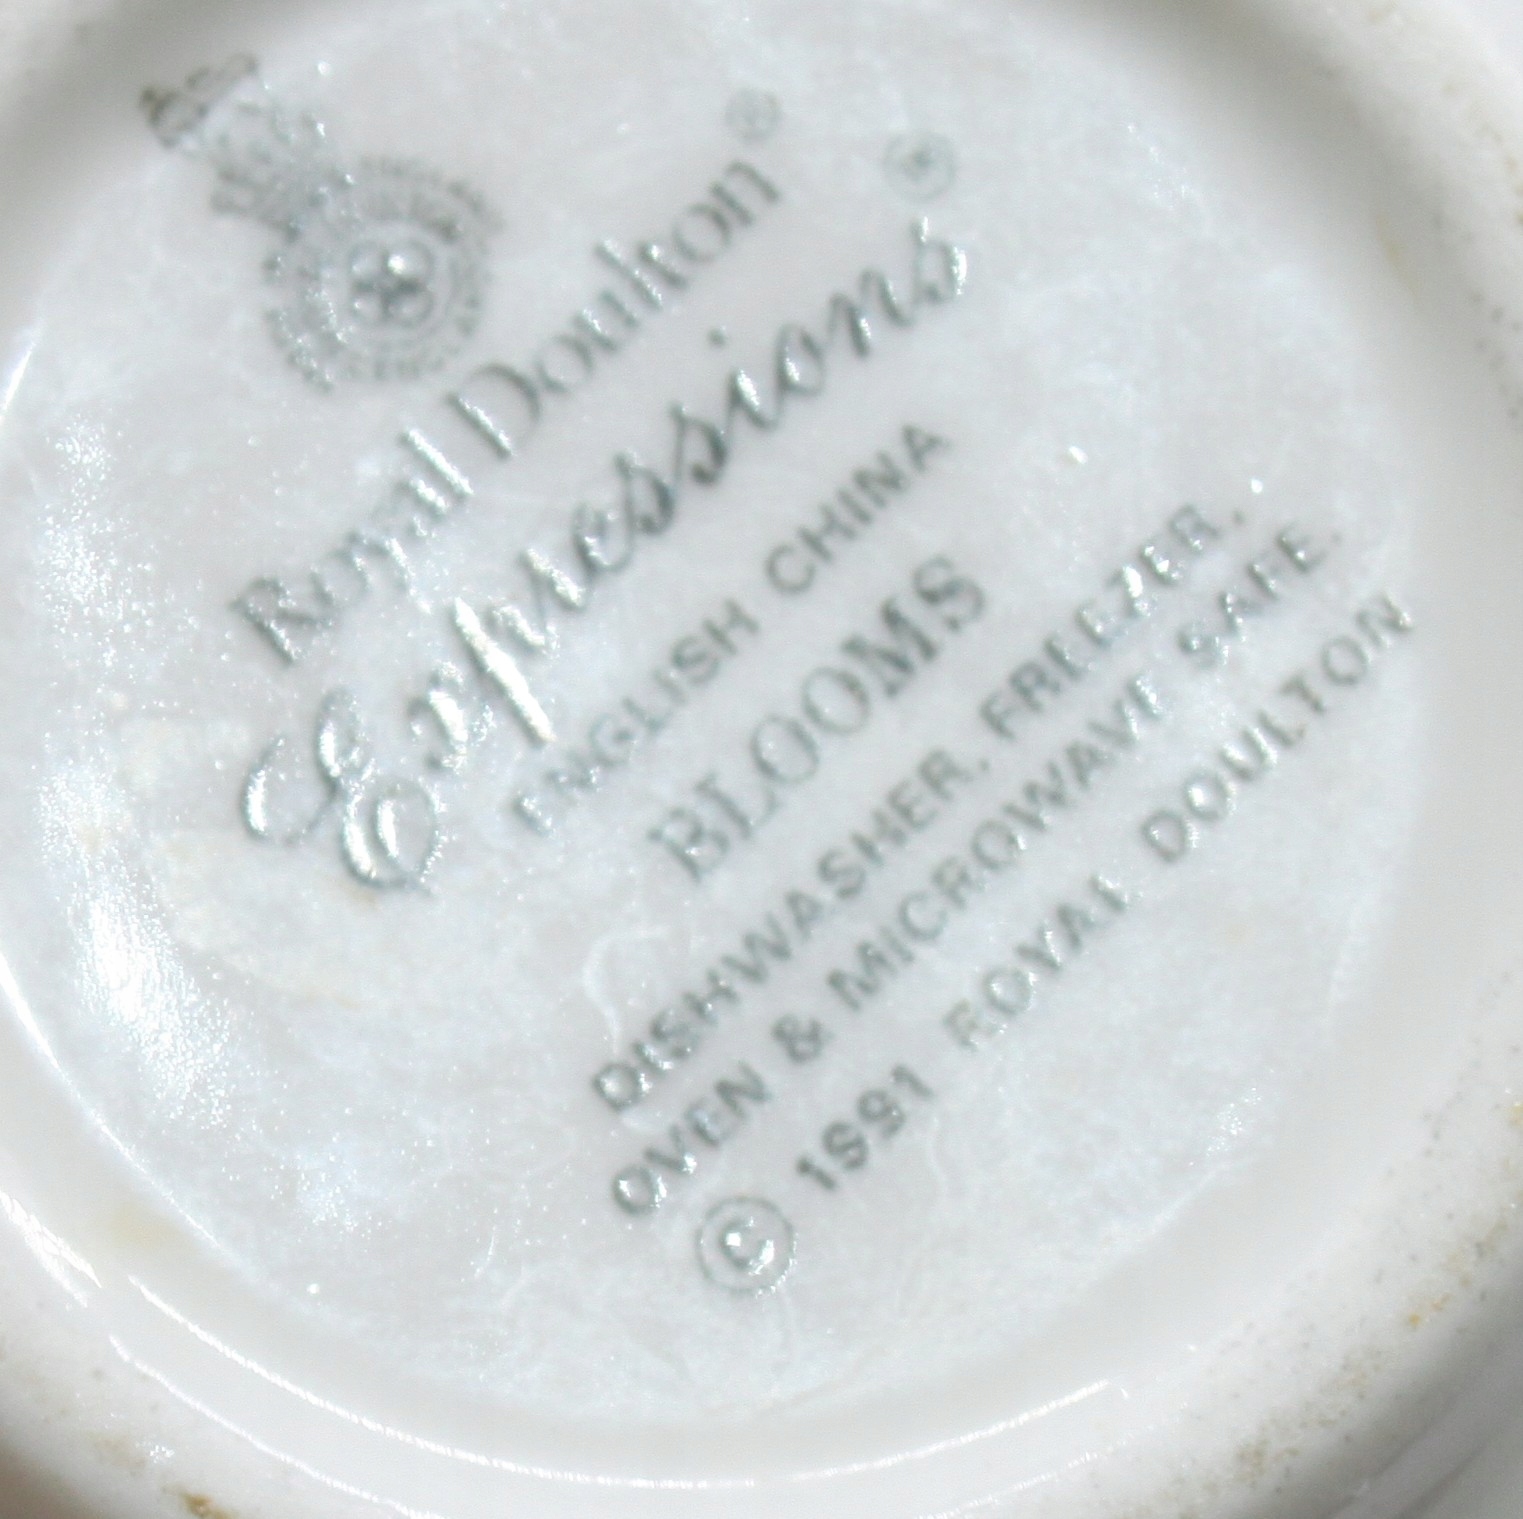 Royal Doulton ®
Expressions
ENGLISH CHINA
BLOOMS
DISHWASHER, FREEZER,
OVEN & MICROWAVE SAFE.
© 1991 ROYAL DOULTON